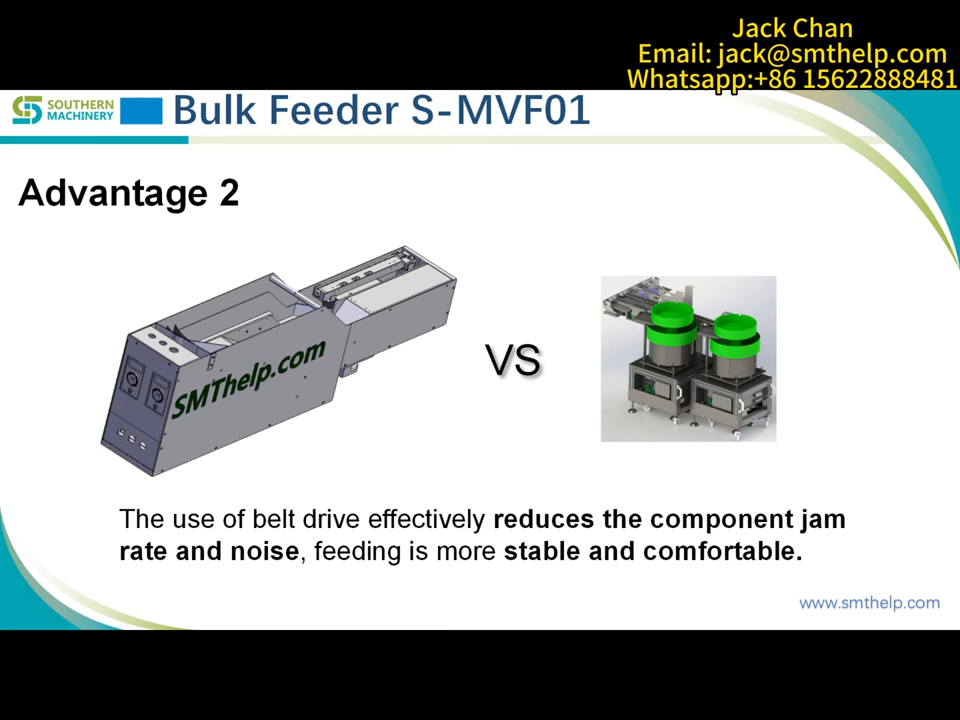 Jack Chan
Email: jack@smthelp.com
Whatsapp:+86 15622888481
SOUTHERN
MACHINERY
Bulk Feeder S-MVF01
Advantage 2
SMThelp.com
VS
The use of belt drive effectively reduces the component jam
rate and noise, feeding is more stable and comfortable.
www.smthelp.com